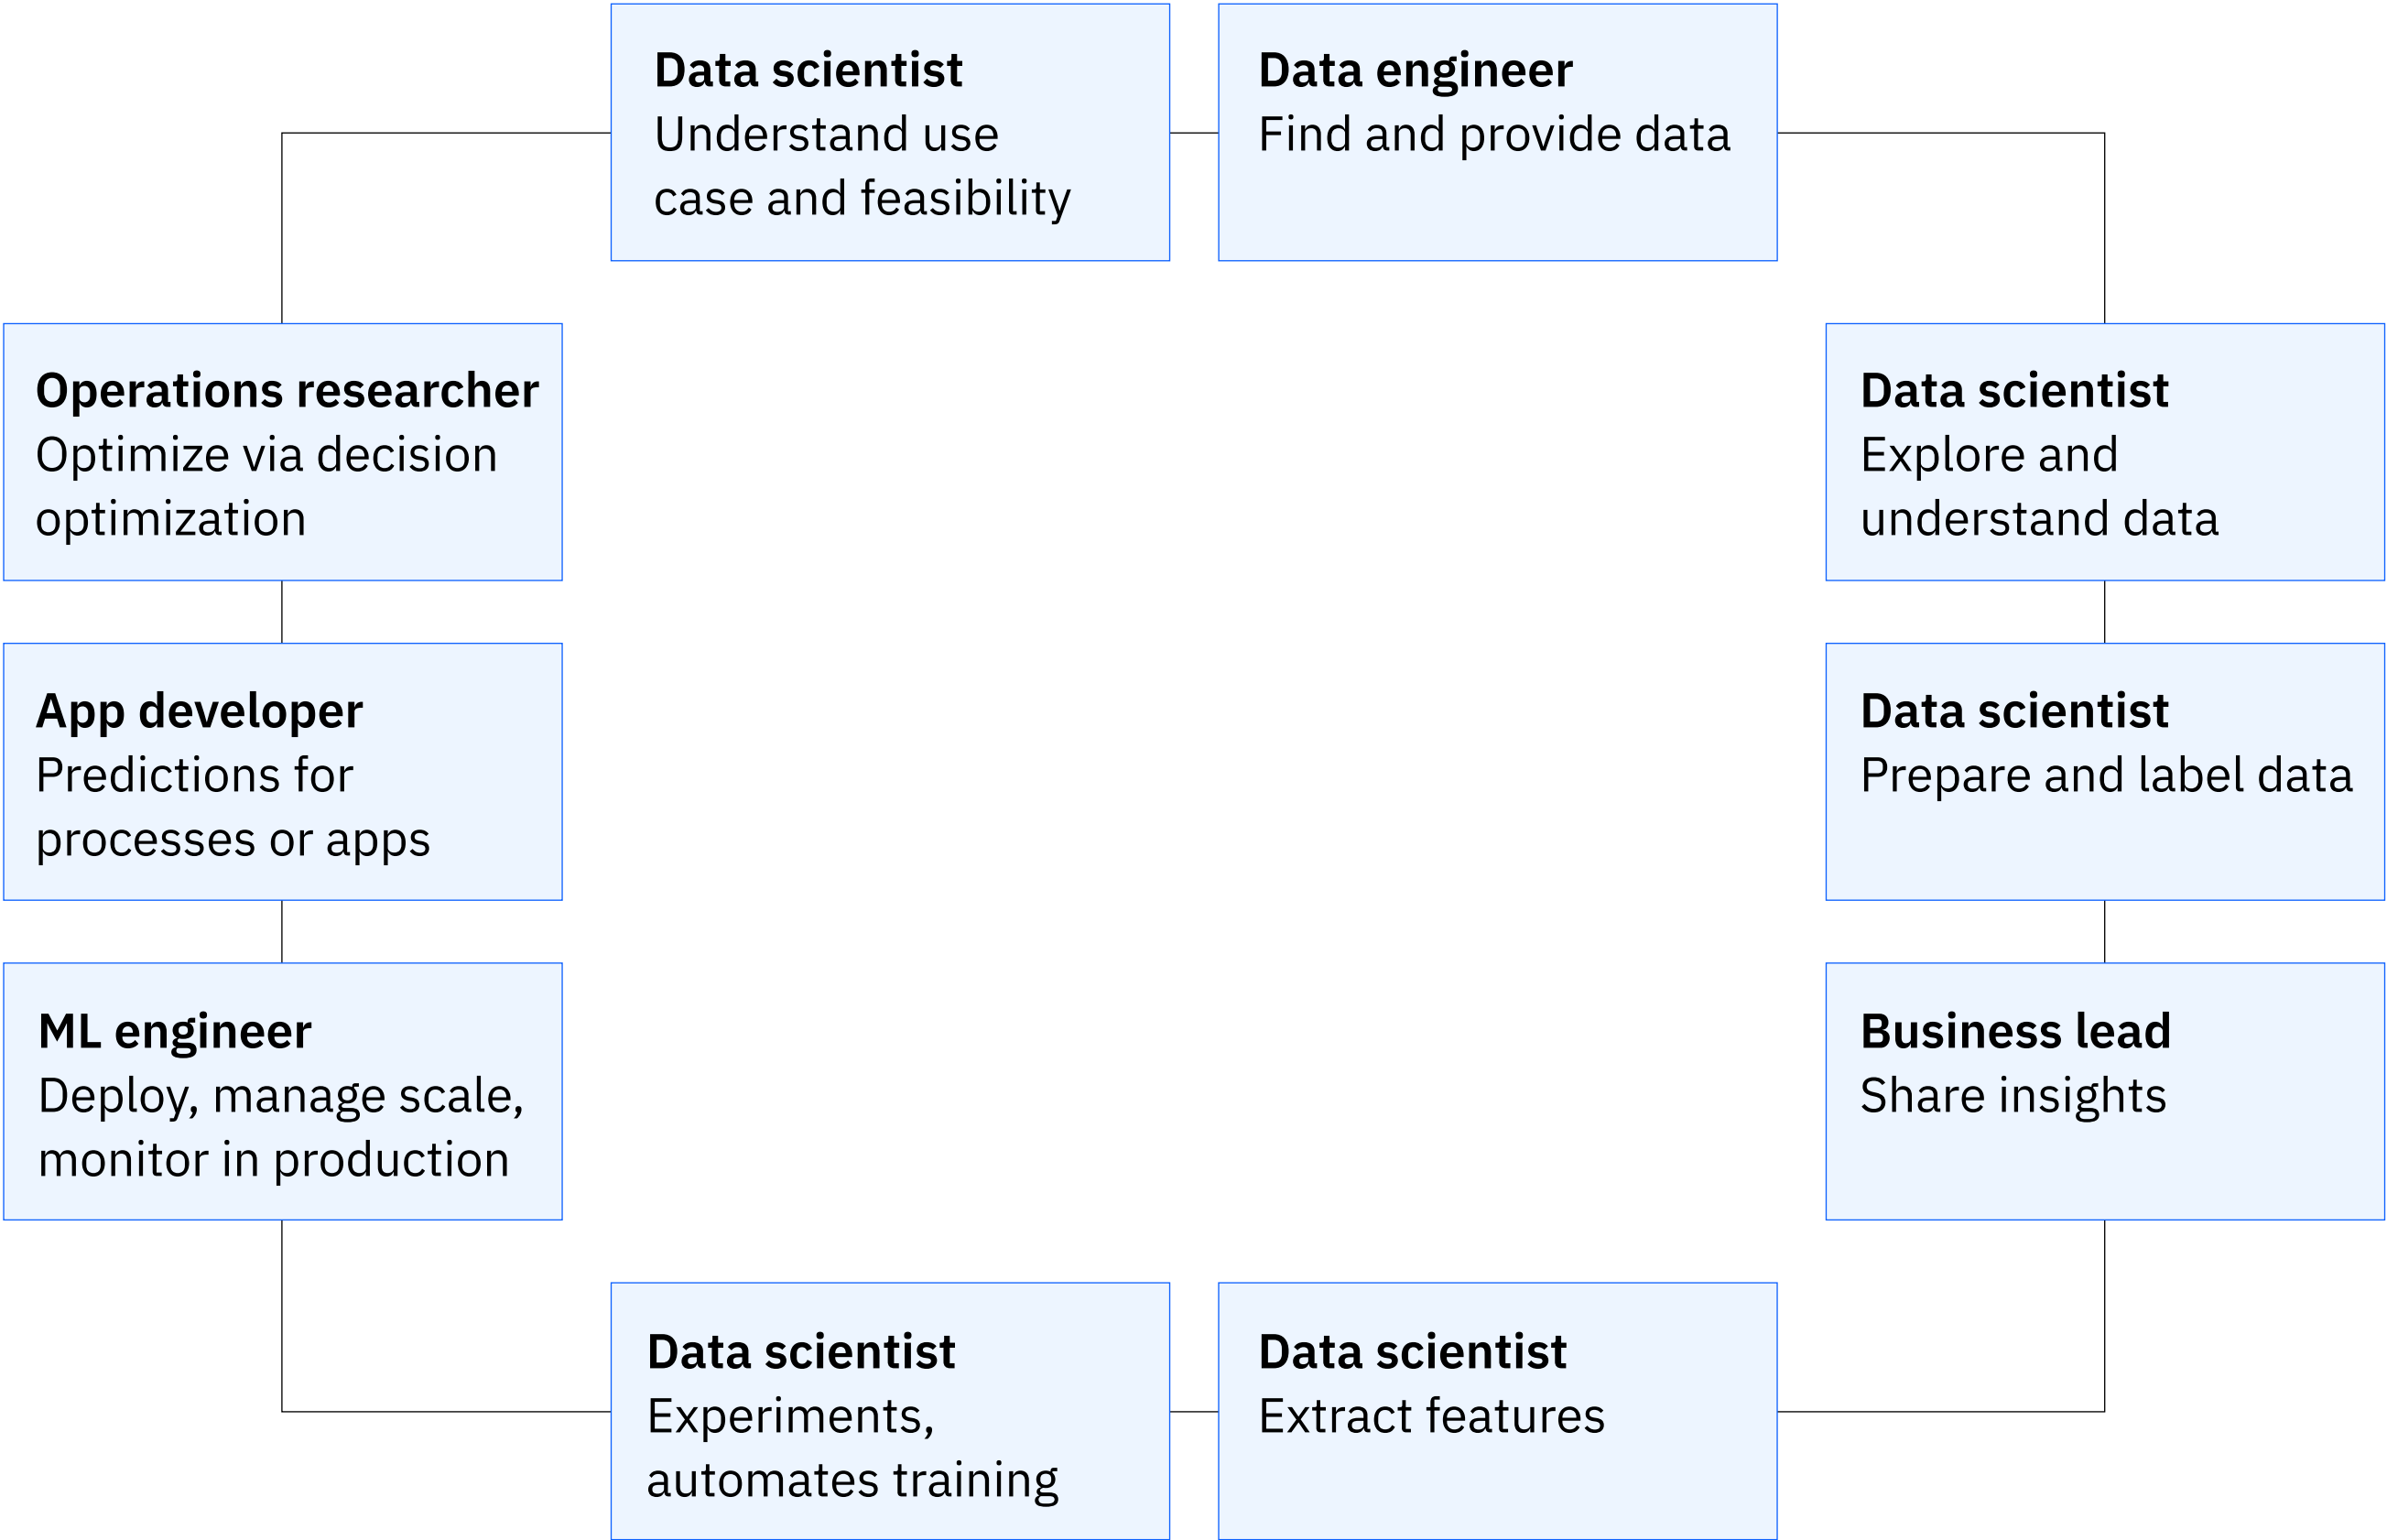 Data scientist
Understand use
case and feasibility
Data engineer
Find and provide data
Operations researcher
Optimize via decision
optimization
Data scientist
Explore and
understand data
App developer
Predictions for
processes or apps
Data scientist
Prepare and label data
ML engineer
Deploy, manage scale,
monitor in production
Business lead
Share insights
Data scientist
Experiments,
automates training
Data scientist
Extract features